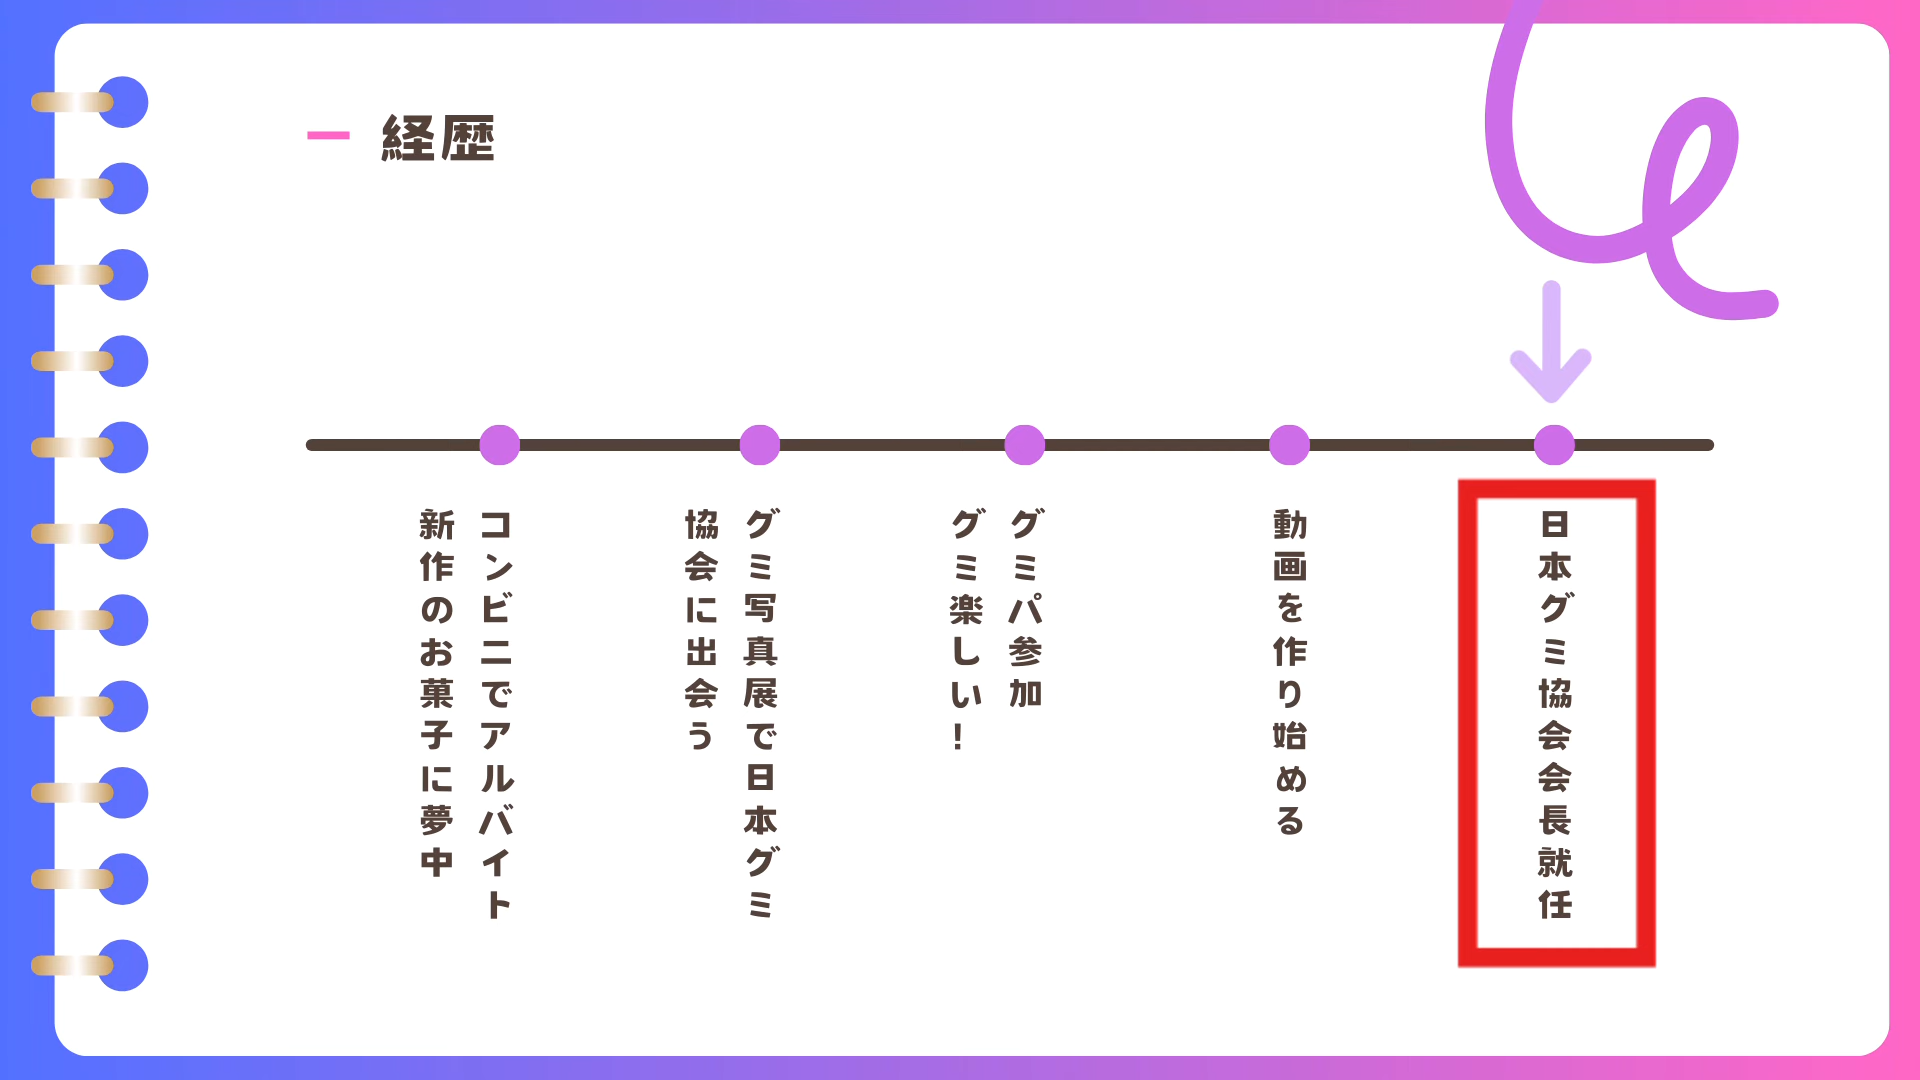 経歴
コンビニでアルバイト
新作のお菓子に夢中
グミ写真展で日本グミ
協会に出会う
グミパ参加
グミ楽しい！
動画を作り始める
日本グミ協会会長就任